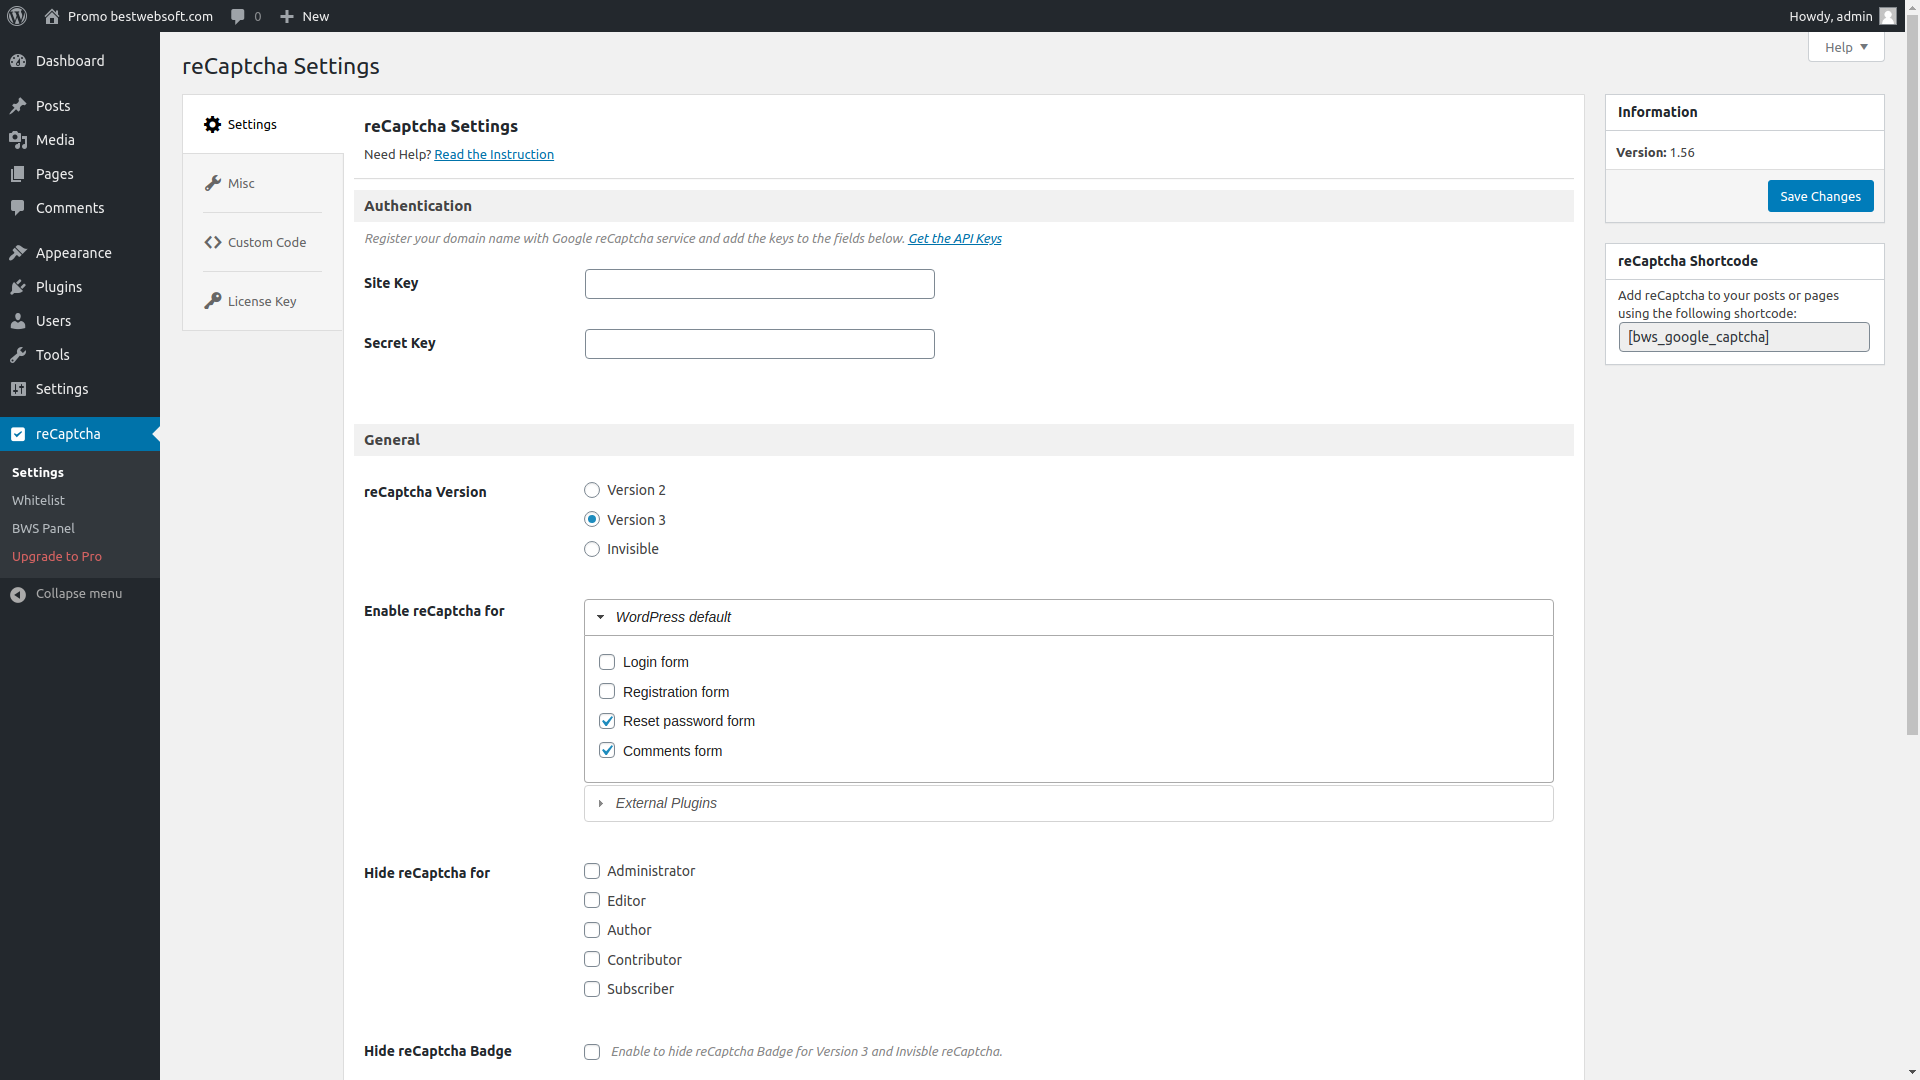 Promo bestwebsoft.com 0 New Howdy, admin
Help
Dashboard
Posts
Media
Pages
Comments
Appearance
Plugins
Users
Tools
Settings
reCaptcha
Settings
Whitelist
BWS Panel
Upgrade to Pro
Collapse menu
reCaptcha Settings
Settings
Misc
Custom Code
License Key
reCaptcha Settings
Need Help? Read the Instruction
Authentication
Register your domain name with Google reCaptcha service and add the keys to the fields below. Get the API Keys
Site Key
Secret Key
General
reCaptcha Version
Version 2
Version 3
Invisible
Enable reCaptcha for
WordPress default
Login form
Registration form
Reset password form
Comments form
External Plugins
Hide reCaptcha for
Administrator
Editor
Author
Contributor
Subscriber
Hide reCaptcha Badge
Enable to hide reCaptcha Badge for Version 3 and Invisble reCaptcha.
Information
Version: 1.56
Save Changes
reCaptcha Shortcode
Add reCaptcha to your posts or pages
using the following shortcode:
[bws_google_captcha]